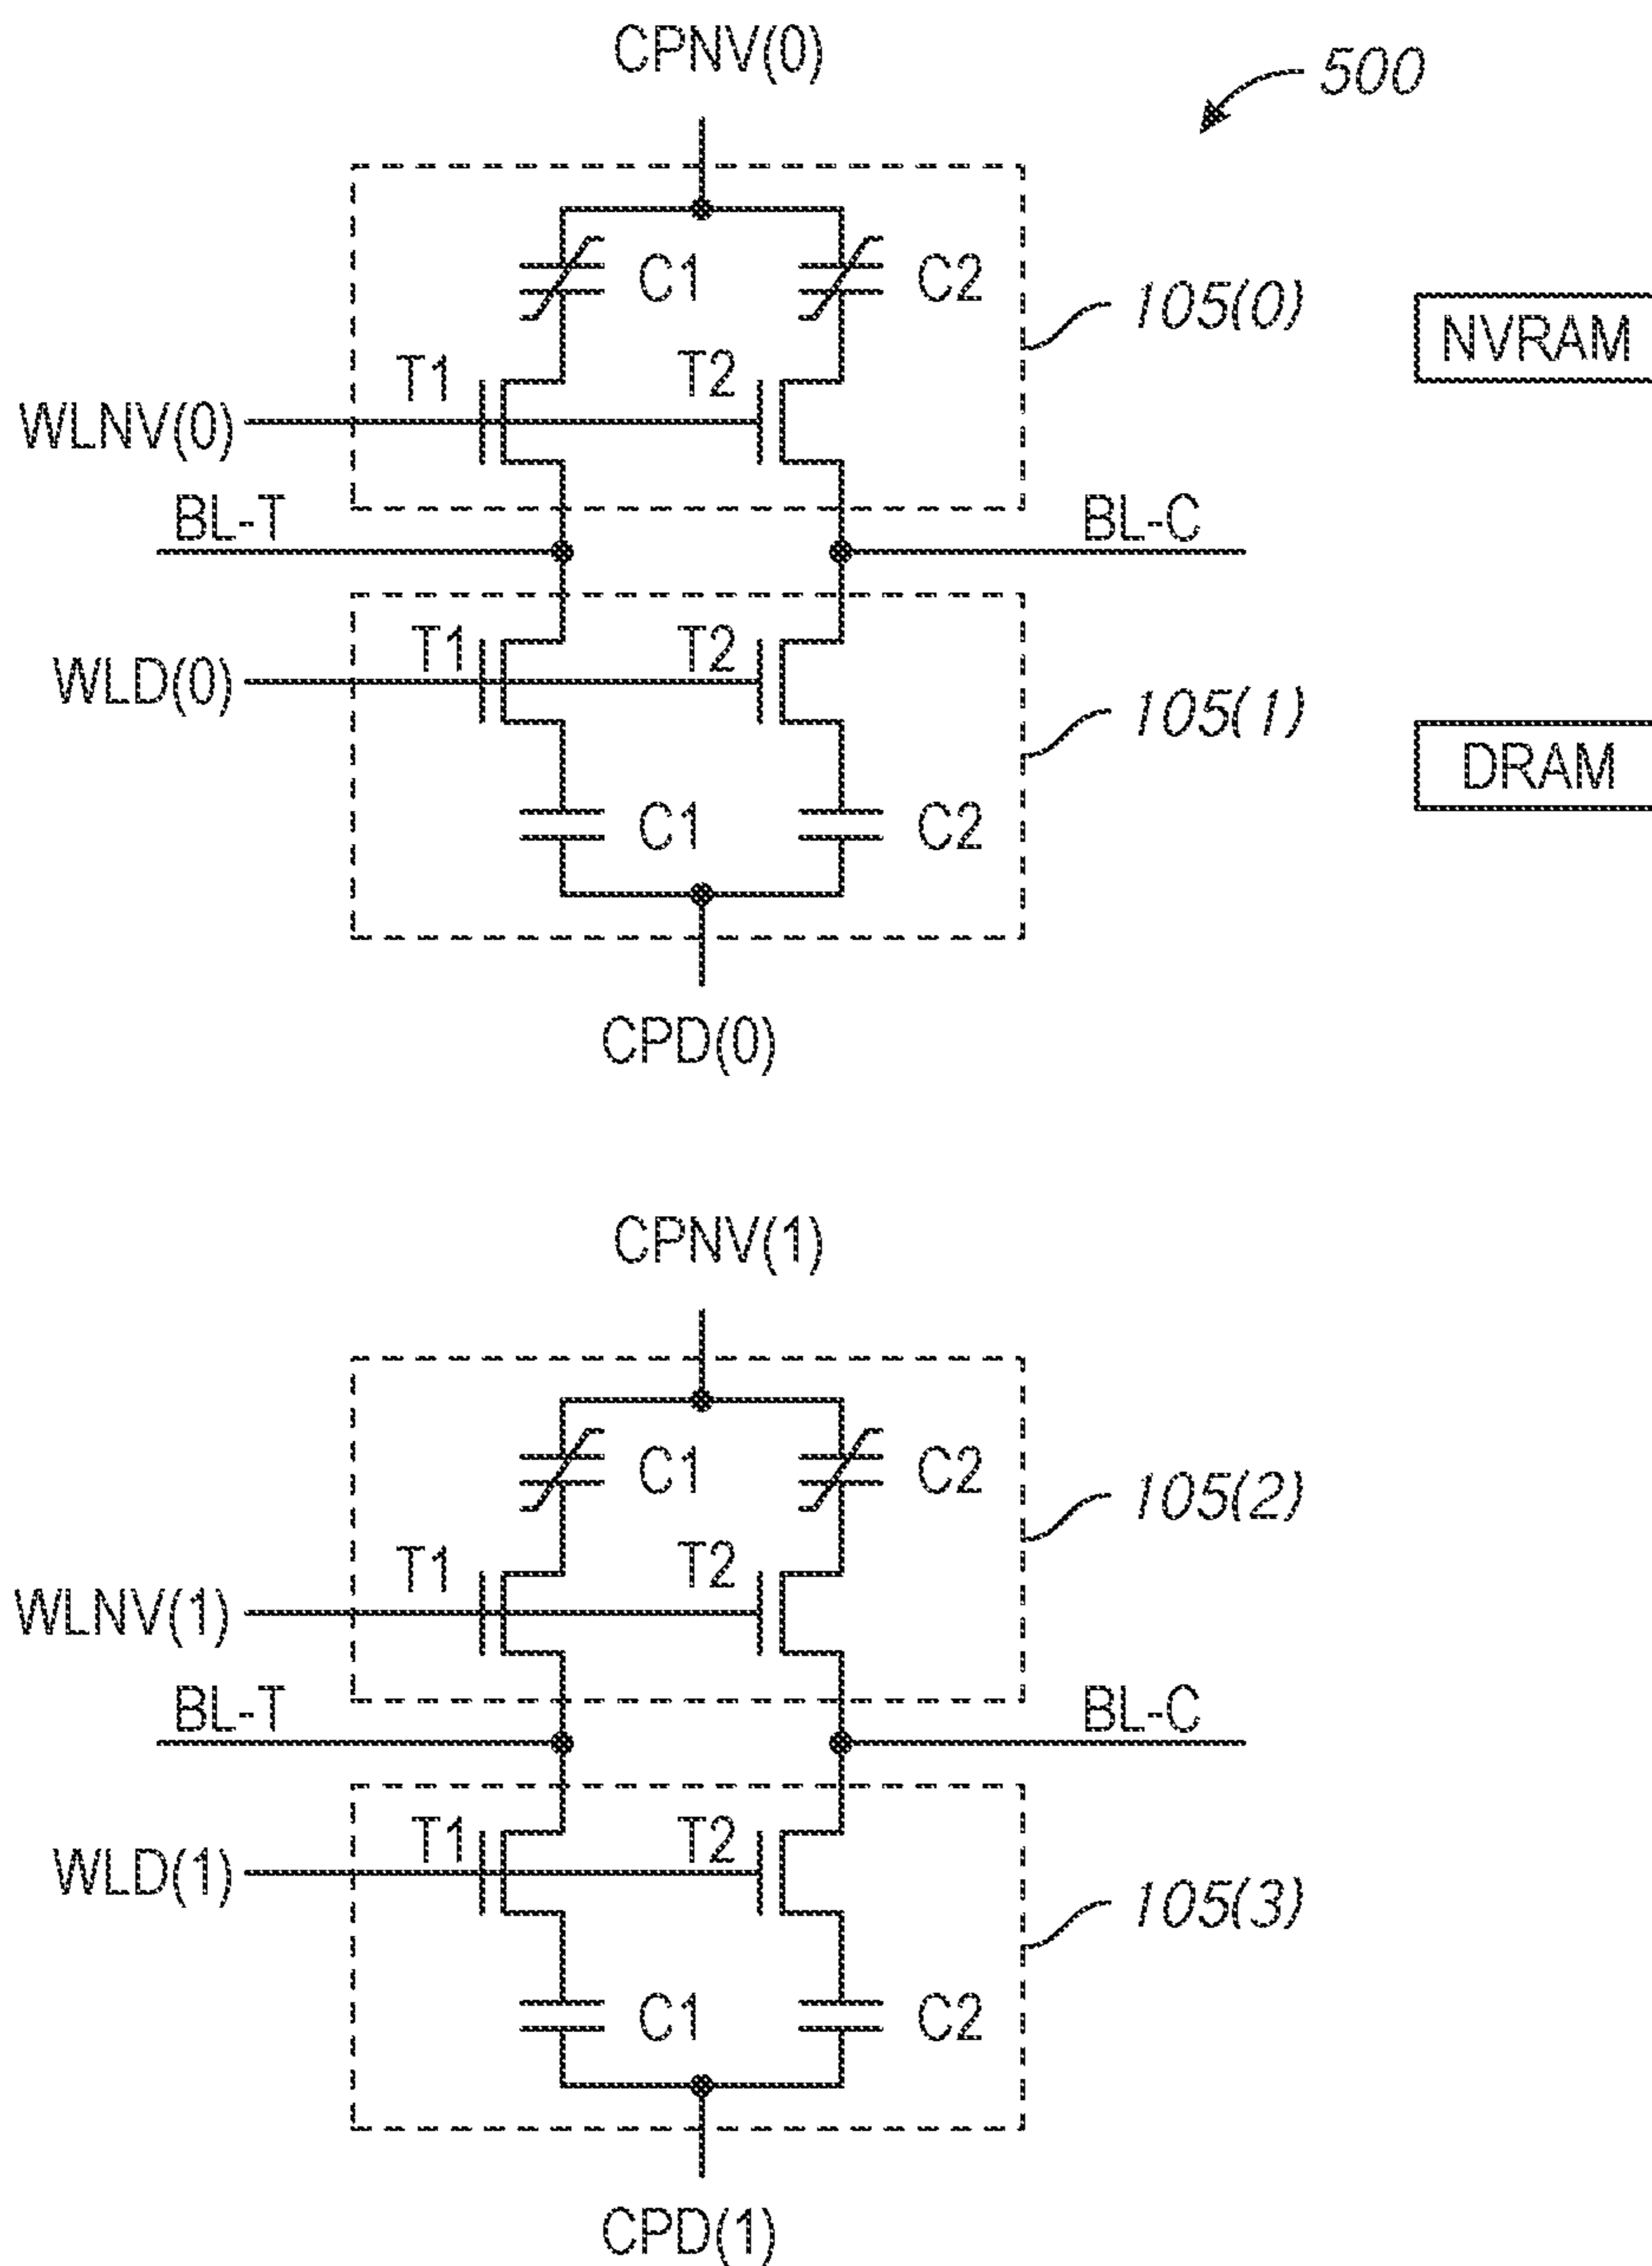 CPNV(0)
500
C1 C2 105(0) NVRAM
T1 T2
WLNV(0)
BL-T BL-C
T1 T2
WLD(0) 105(1) DRAM
C1 C2
CPD(0)
CPNV(1)
C1 C2 105(2)
T1 T2
WLNV(1)
BL-T BL-C
T1 T2
WLD(1) 105(3)
C1 C2
CPD(1)